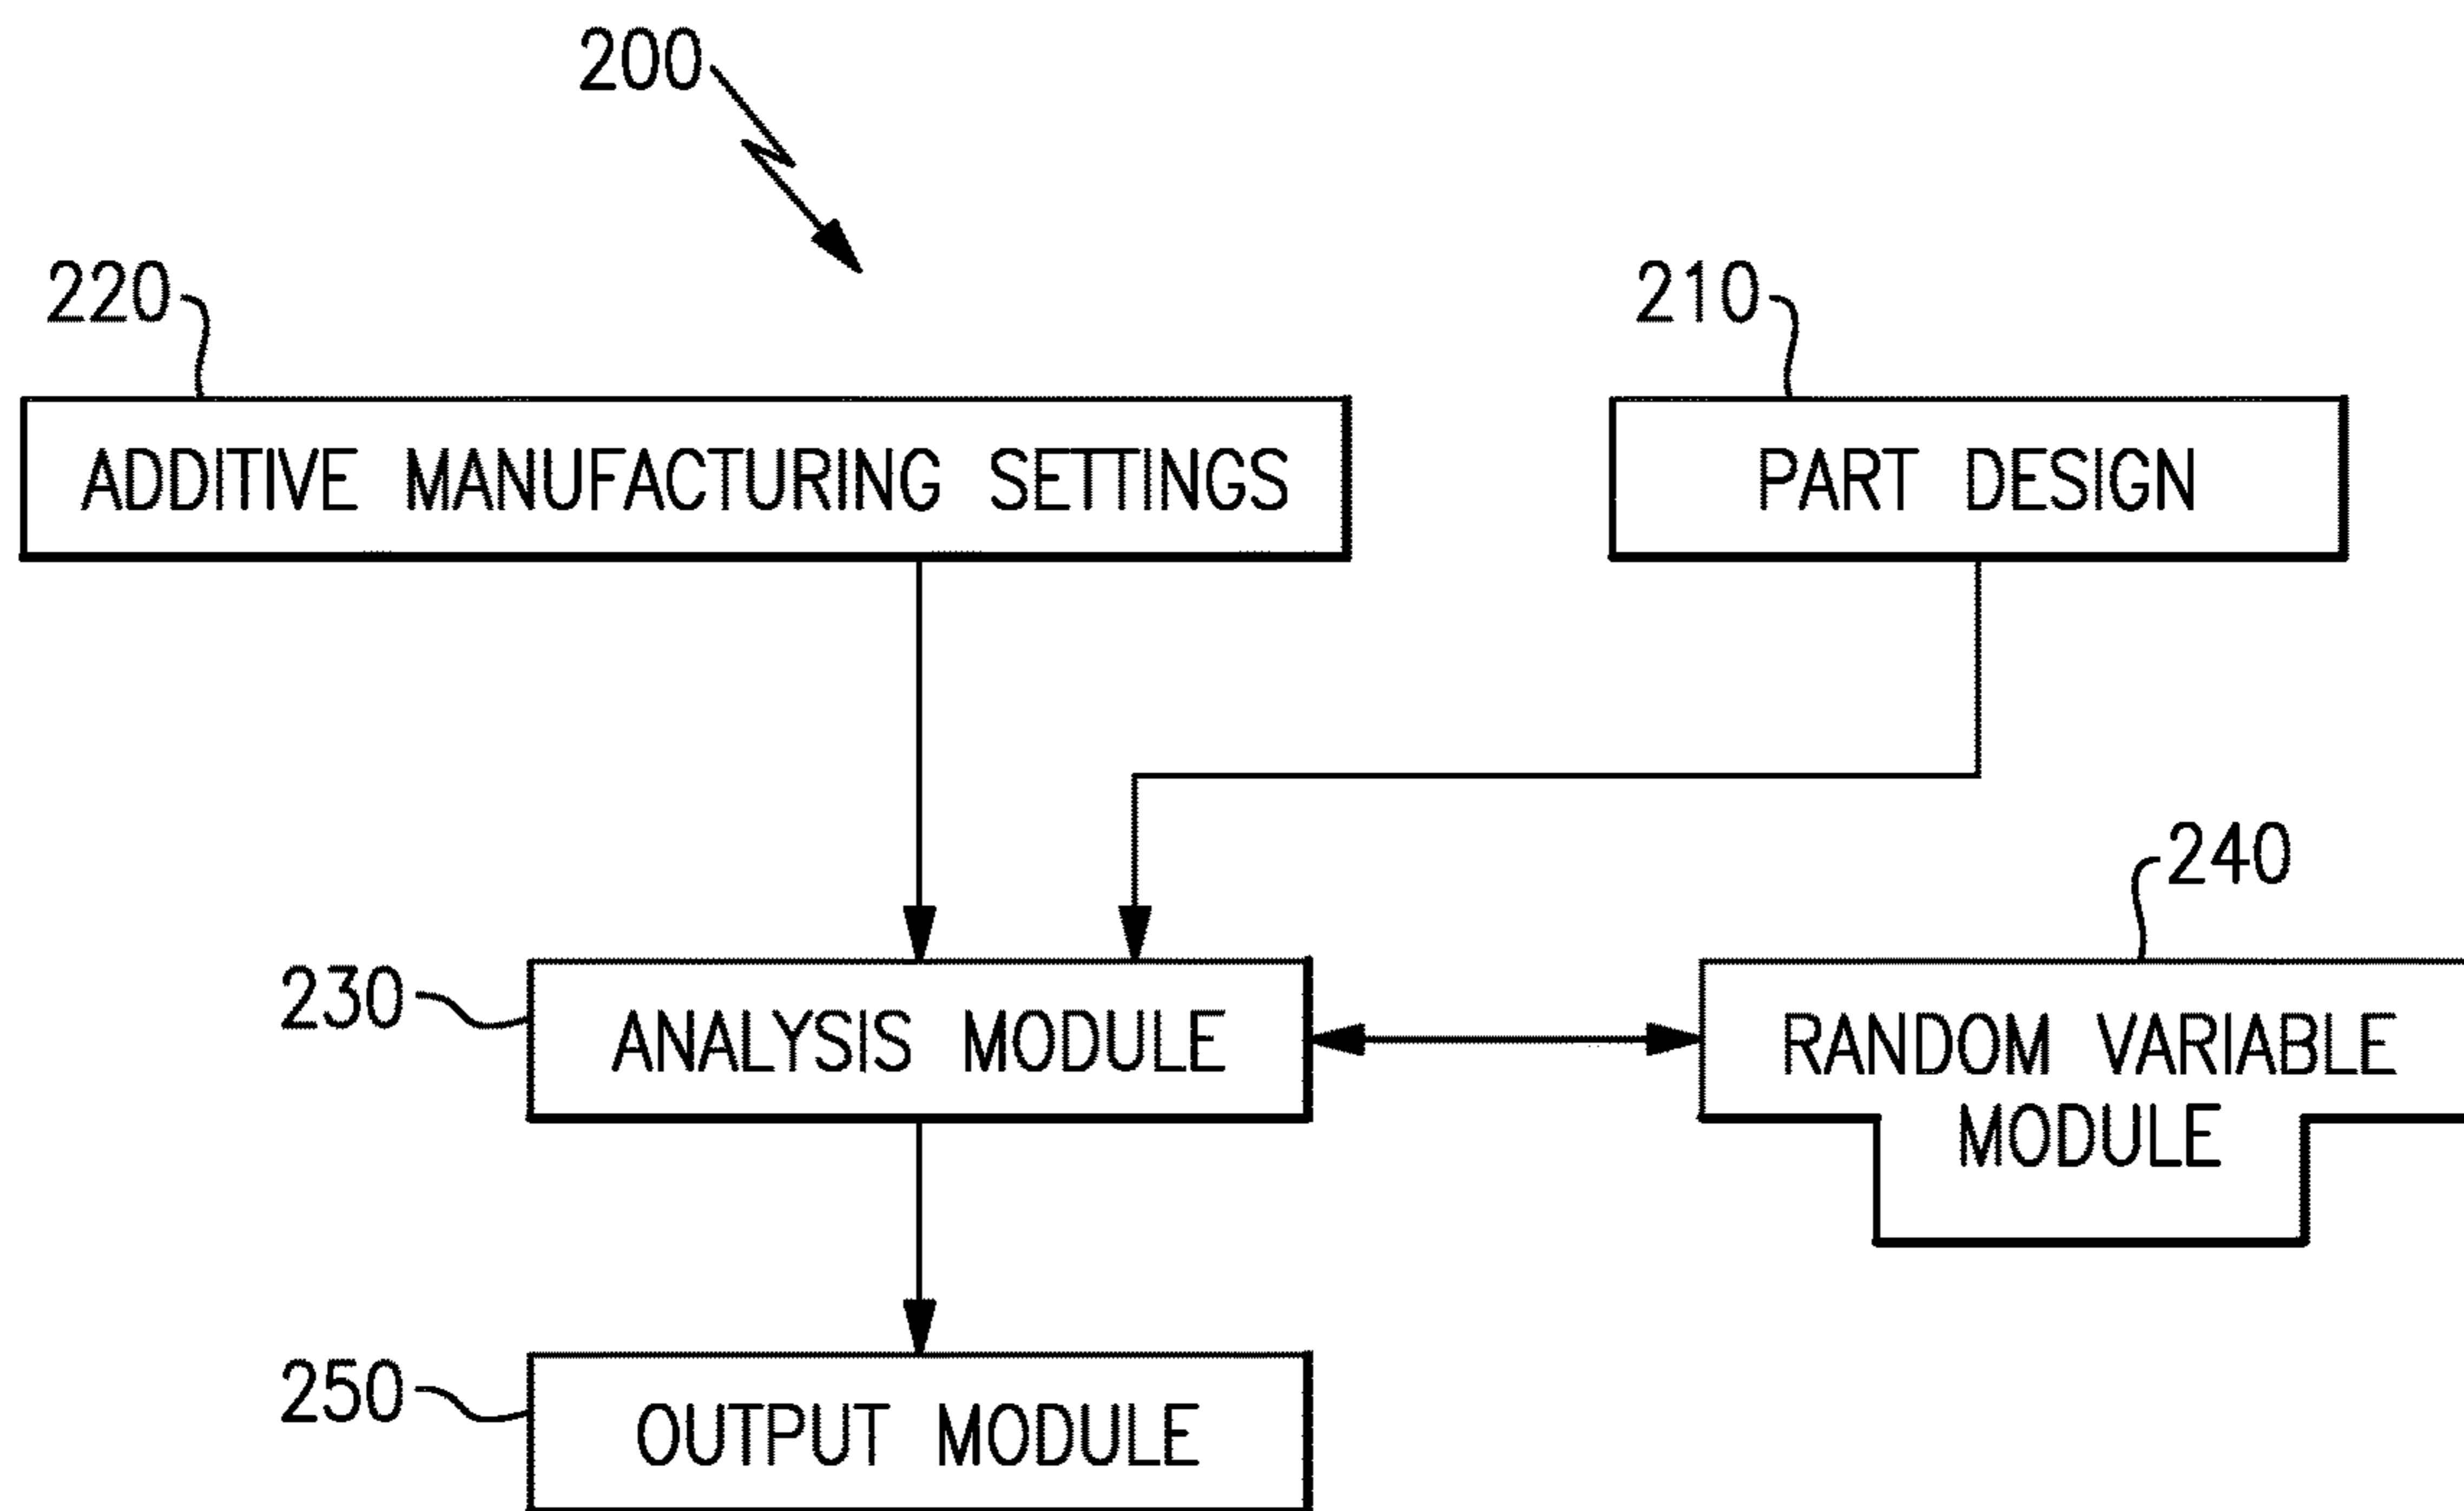 200
220
210
ADDITIVE MANUFACTURING SETTINGS
PART DESIGN
240
230
ANALYSIS MODULE
RANDOM VARIABLE
MODULE
250
OUTPUT MODULE